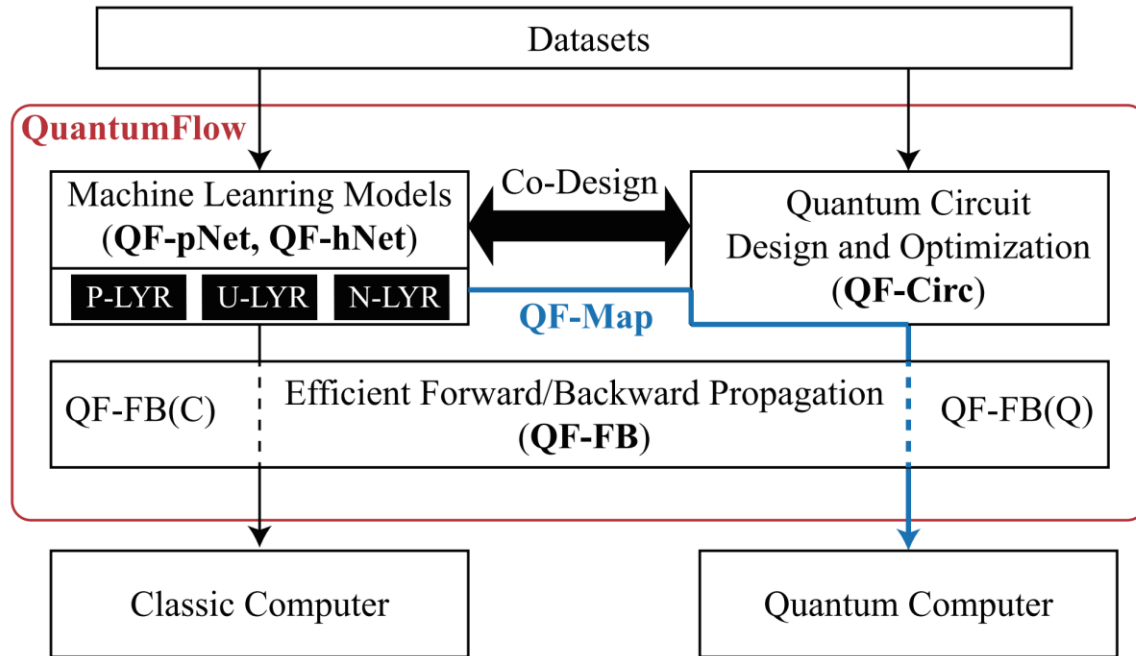 Datasets
QuantumFlow
Machine Leanring Models
(QF-pNet, QF-hNet)
P-LYR U-LYR N-LYR
Co-Design
Quantum Circuit
Design and Optimization
(QF-Circ)
QF-Map
QF-FB(C)
Efficient Forward/Backward Propagation
(QF-FB)
QF-FB(Q)
Classic Computer
Quantum Computer